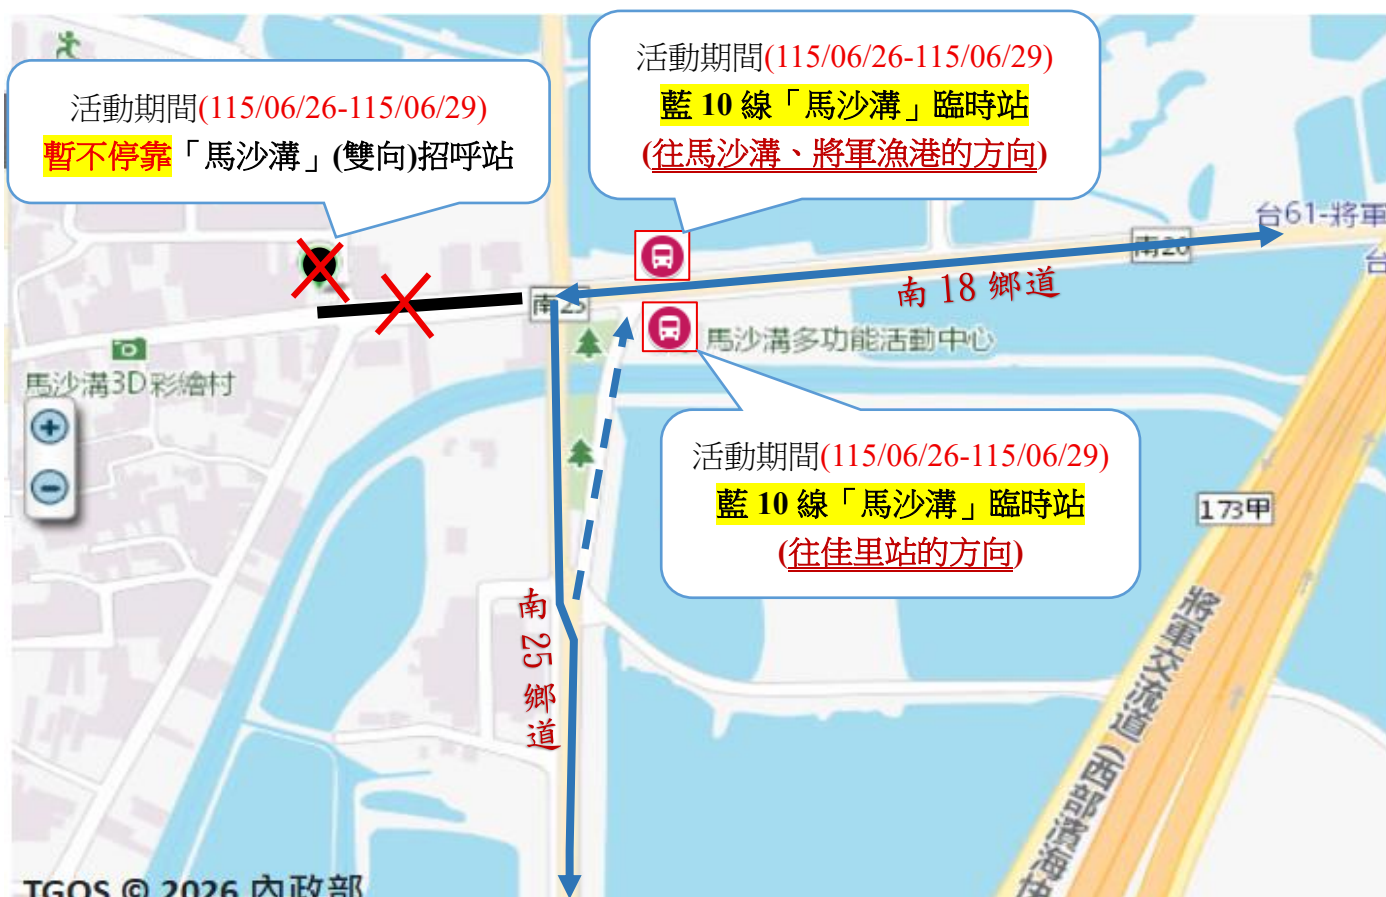 活動期間(115/06/26-115/06/29)
暫不停靠「馬沙溝」(雙向)招呼站
活動期間(115/06/26-115/06/29)
藍 10 線「馬沙溝」臨時站
(往馬沙溝、將軍漁港的方向)
台61-將軍
台
南20
南 18 鄉道
南25
馬沙溝多功能活動中心
馬沙溝3D彩繪村
活動期間(115/06/26-115/06/29)
藍 10 線「馬沙溝」臨時站
(往佳里站的方向)
173甲
南 25 鄉道
將軍交流道(西部濱海快
TGOS © 2026 內政部